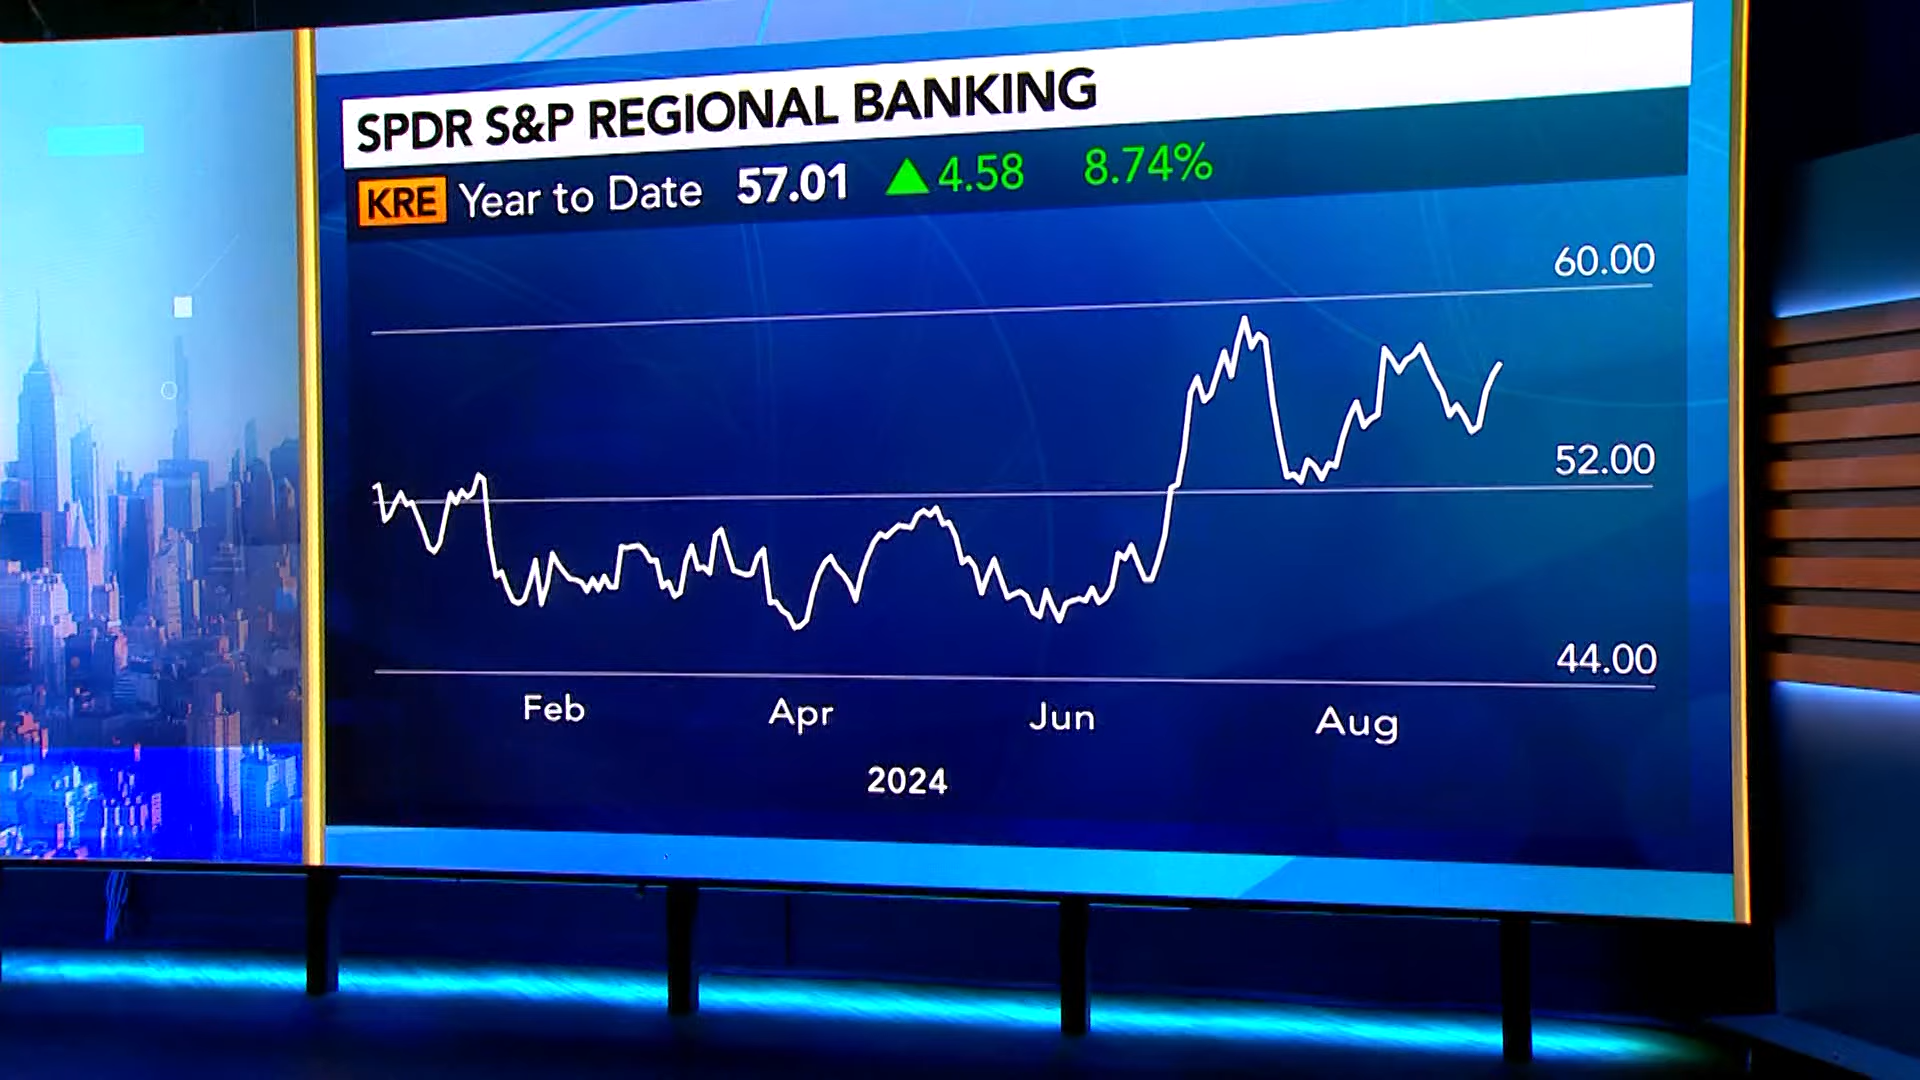 SPDR S&P REGIONAL BANKING
KRE Year to Date 57.01 ▲4.58 8.74%
60.00
52.00
44.00
Feb Apr Jun Aug
2024